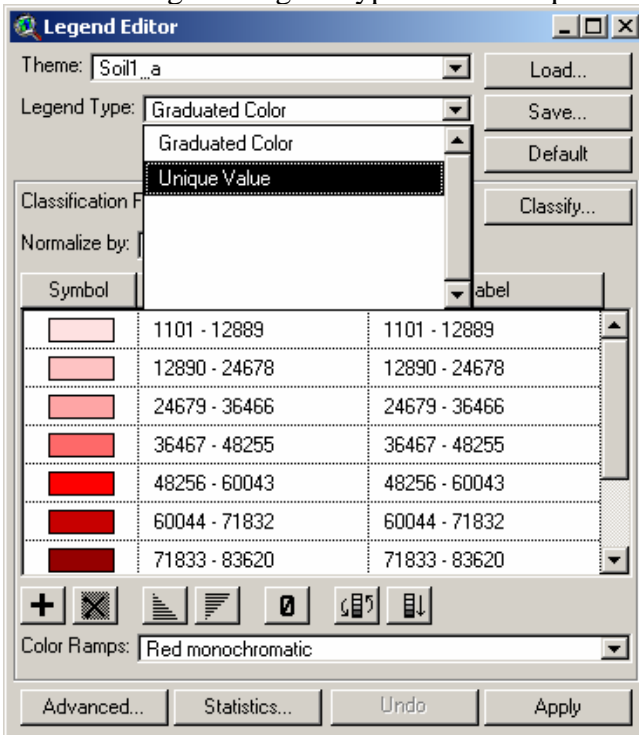 Legend Editor
Theme: Soil1_a
Load...
Legend Type: Graduated Color
Save...
Graduated Color
Default
Unique Value
Classification F
Classify...
Normalize by:
Symbol
abel
1101 - 12889 1101 - 12889
12890 - 24678 12890 - 24678
24679 - 36466 24679 - 36466
36467 - 48255 36467 - 48255
48256 - 60043 48256 - 60043
60044 - 71832 60044 - 71832
71833 - 83620 71833 - 83620
Color Ramps: Red monochromatic
Advanced... Statistics... Undo Apply